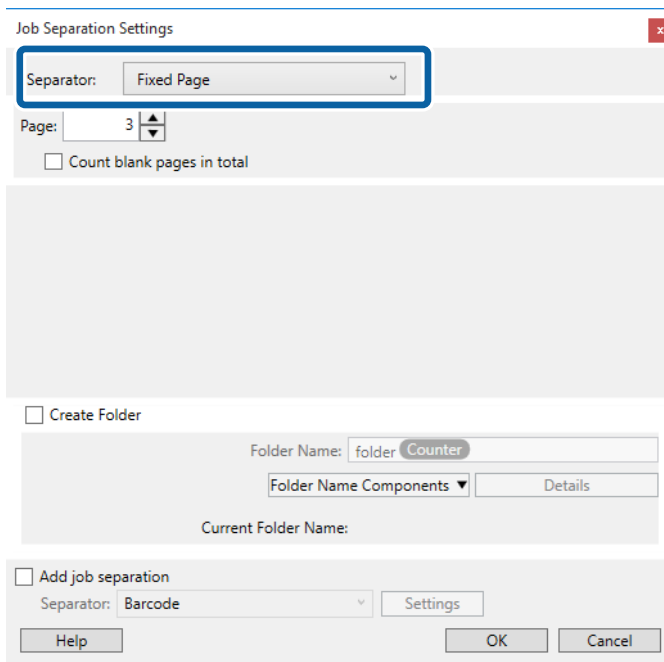 Job Separation Settings
x
Separator: Fixed Page
Page: 3
Count blank pages in total
Create Folder
Folder Name: folder Counter
Folder Name Components ▼ Details
Current Folder Name:
Add job separation
Separator: Barcode Settings
Help OK Cancel